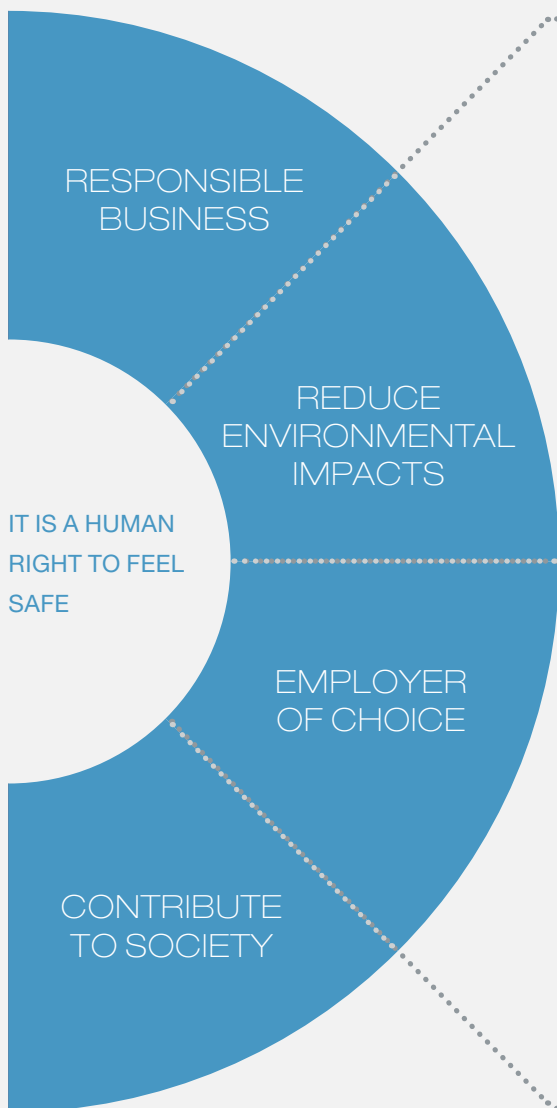 RESPONSIBLE
BUSINESS
REDUCE
ENVIRONMENTAL
IMPACTS
IT IS A HUMAN
RIGHT TO FEEL
SAFE
EMPLOYER
OF CHOICE
CONTRIBUTE
TO SOCIETY